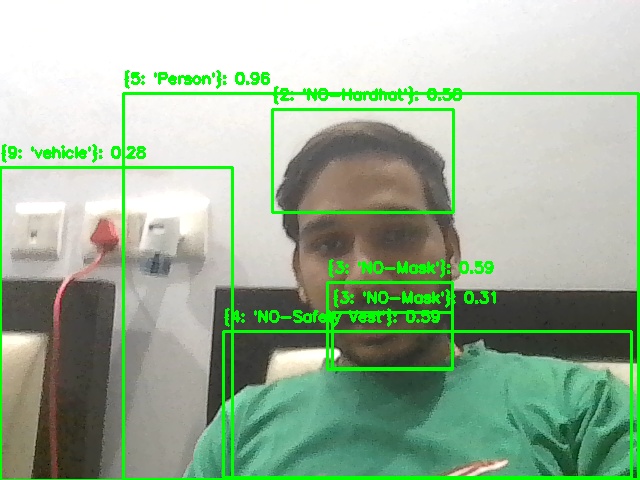 {5: 'Person'}: 0.96
{2: 'NO-Hardhat'}: 0.58
{9: 'vehicle'}: 0.28
{3: 'NO-Mask'}: 0.59
{3: 'NO-Mask'}: 0.31
{4: 'NO-Safety Vest'}: 0.59